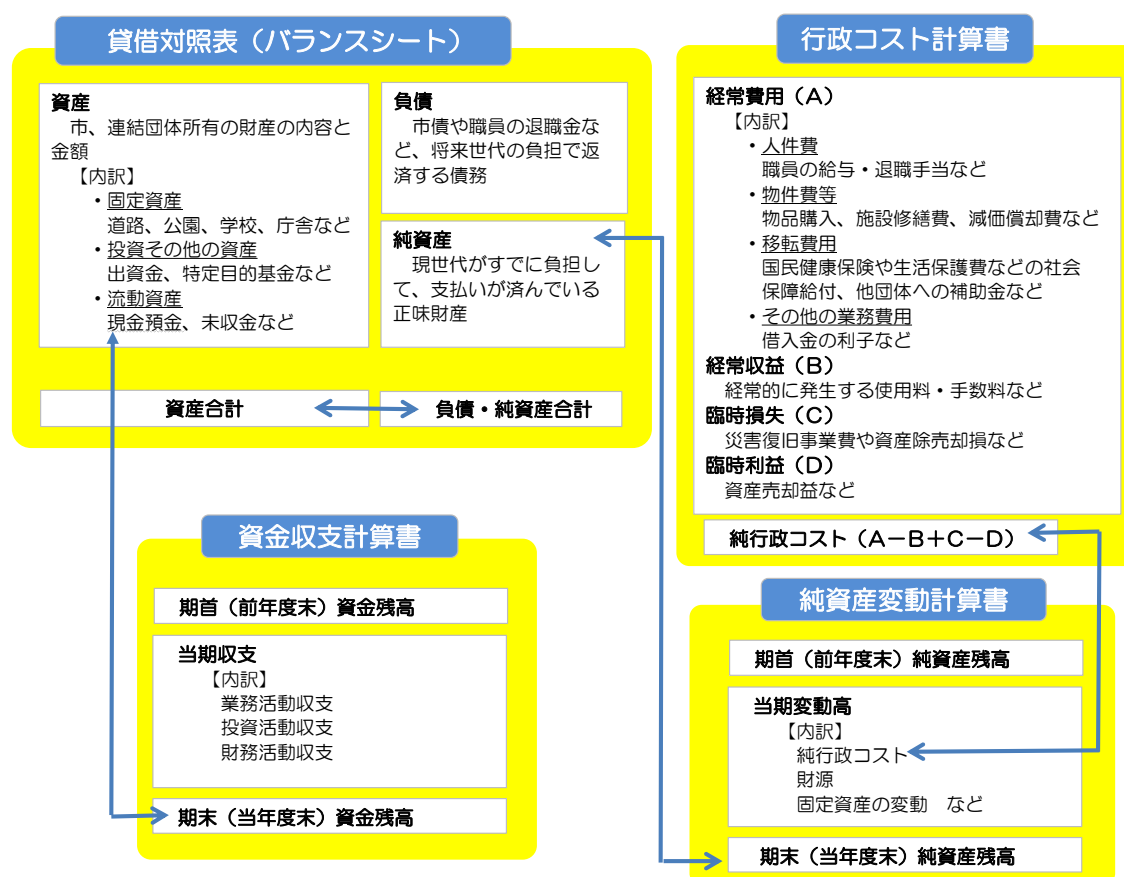 貸借対照表（バランスシート）
資産
市、連結団体所有の財産の内容と
金額
【内訳】
・固定資産
道路、公園、学校、庁舎など
・投資その他の資産
出資金、特定目的基金など
・流動資産
現金預金、未収金など
負債
市債や職員の退職金な
ど、将来世代の負担で返
済する債務
純資産
現世代がすでに負担し
て、支払いが済んでいる
正味財産
資産合計
負債・純資産合計
行政コスト計算書
経常費用（A）
【内訳】
・人件費
職員の給与・退職手当など
・物件費等
物品購入、施設修繕費、減価償却費など
・移転費用
国民健康保険や生活保護費などの社会
保障給付、他団体への補助金など
・その他の業務費用
借入金の利子など
経常収益（B）
経常的に発生する使用料・手数料など
臨時損失（C）
災害復旧事業費や資産除売却損など
臨時利益（D）
資産売却益など
純行政コスト（A－B＋C－D）
資金収支計算書
期首（前年度末）資金残高
当期収支
【内訳】
業務活動収支
投資活動収支
財務活動収支
期末（当年度末）資金残高
純資産変動計算書
期首（前年度末）純資産残高
当期変動高
【内訳】
純行政コスト
財源
固定資産の変動　など
期末（当年度末）純資産残高